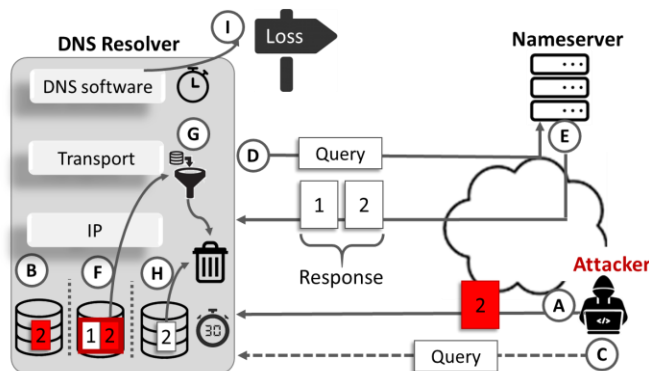 I
Loss
DNS Resolver
Nameserver
DNS software
G
D
Query
E
Transport
1 2
IP
Response
B F H
Attacker
2
A
2 1 2 2 30
</>
Query
C